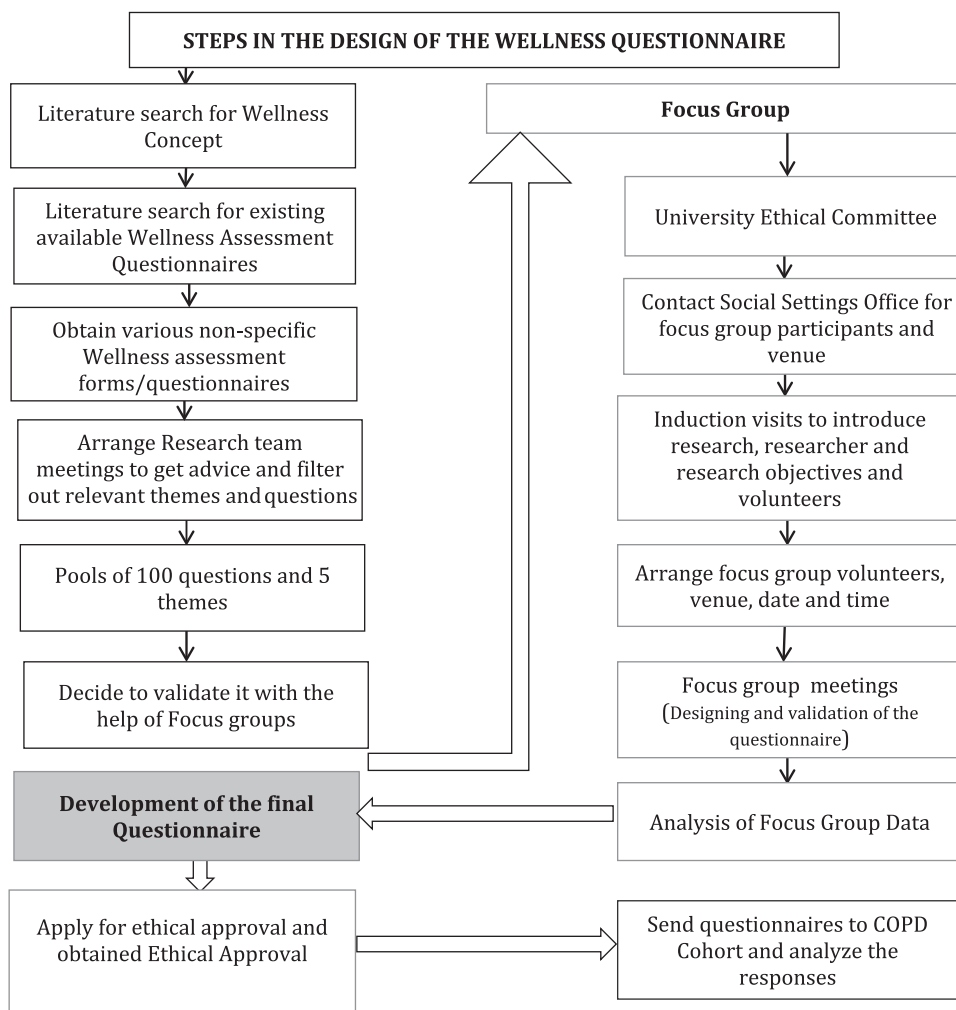 STEPS IN THE DESIGN OF THE WELLNESS QUESTIONNAIRE
Literature search for Wellness
Concept
Literature search for existing
available Wellness Assessment
Questionnaires
Obtain various non-specific
Wellness assessment
forms/questionnaires
Arrange Research team
meetings to get advice and filter
out relevant themes and questions
Pools of 100 questions and 5
themes
Decide to validate it with the
help of Focus groups
Focus Group
University Ethical Committee
Contact Social Settings Office for
focus group participants and
venue
Induction visits to introduce
research, researcher and
research objectives and
volunteers
Arrange focus group volunteers,
venue, date and time
Focus group meetings
(Designing and validation of the
questionnaire)
Analysis of Focus Group Data
Development of the final
Questionnaire
Apply for ethical approval and
obtained Ethical Approval
Send questionnaires to COPD
Cohort and analyze the
responses